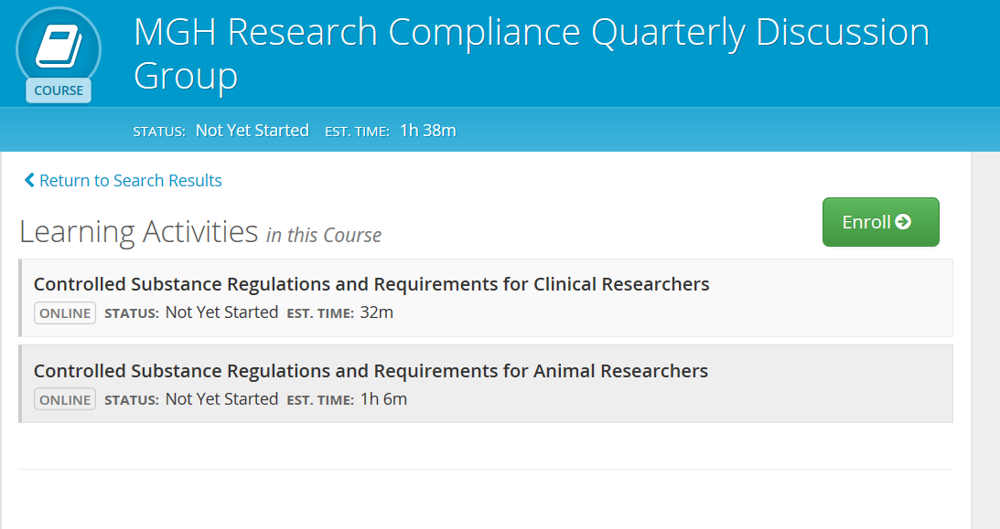 MGH Research Compliance Quarterly Discussion
Group
COURSE
STATUS: Not Yet Started EST. TIME: 1h 38m
Return to Search Results
Enroll
Learning Activities in this Course
Controlled Substance Regulations and Requirements for Clinical Researchers
ONLINE STATUS: Not Yet Started EST. TIME: 32m
Controlled Substance Regulations and Requirements for Animal Researchers
ONLINE STATUS: Not Yet Started EST. TIME: 1h 6m